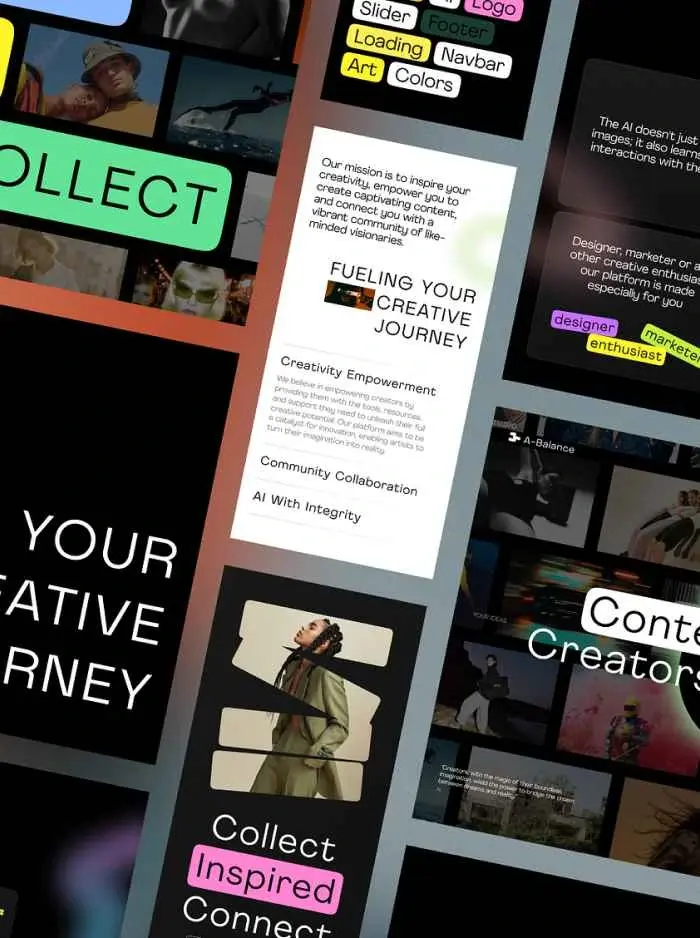 Logo
Slider
Footer
Loading
Navbar
Art
Colors
OLLECT
Our mission is to inspire your
creativity, empower you to
create captivating content,
and connect you with a
vibrant community of like-
minded visionaries.
FUELING YOUR
CREATIVE
JOURNEY
Creativity Empowerment
We believe in empowering creators by
providing them with the tools, resources,
and support they need to unleash their full
creative potential. Our platform aims to be
a catalyst for innovation, enabling artists to
turn their imagination into reality.
Community Collaboration
AI With Integrity
The AI doesn't just
images; it also learn
interactions with the
Designer, marketer or a
other creative enthusias
our platform is made
especially for you
designer
markete
enthusiast
YOUR
EATIVE
RNEY
A-Balance
YOUR IDEAS
Conte
Creators
"Creators, with the magic of their boundless
imagination, wield the power to bridge the chasm
between dreams and reality."
Collect
Inspired
Connect